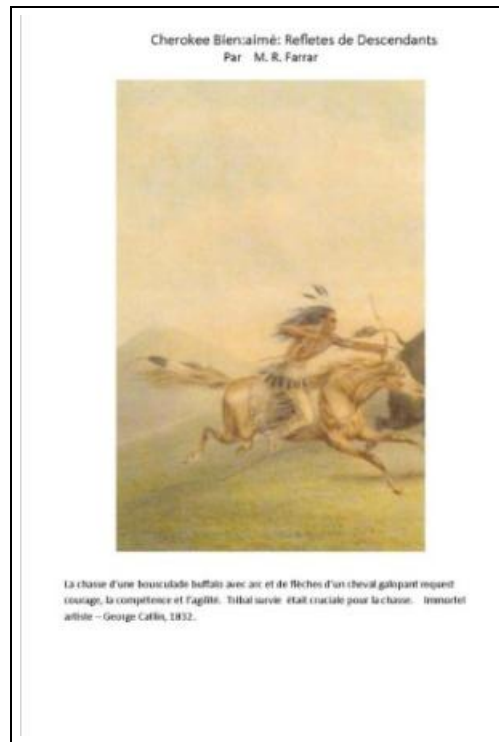 Cherokee Bien:aimé: Refletes de Descendants
Par M. R. Farrar
La chasse d'une bousculade buffalo avec arc et de flèches d'un cheval galopant request
courage, la compétence et l'agilité. Tribal survie était cruciale pour la chasse. Immortel
artiste – George Catlin, 1832.